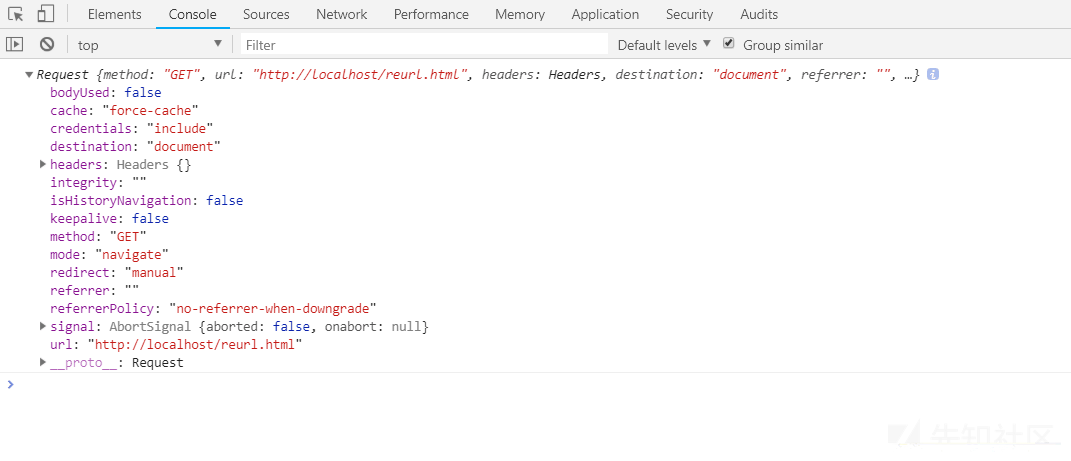 Elements Console Sources Network Performance Memory Application Security Audits
top Filter Default levels Group similar
Request {method: "GET", url: "http://localhost/reurl.html", headers: Headers, destination: "document", referrer: "", …}
bodyUsed: false
cache: "force-cache"
credentials: "include"
destination: "document"
headers: Headers {}
integrity: ""
isHistoryNavigation: false
keepalive: false
method: "GET"
mode: "navigate"
redirect: "manual"
referrer: ""
referrerPolicy: "no-referrer-when-downgrade"
signal: AbortSignal {aborted: false, onabort: null}
url: "http://localhost/reurl.html"
__proto__: Request
先知社区